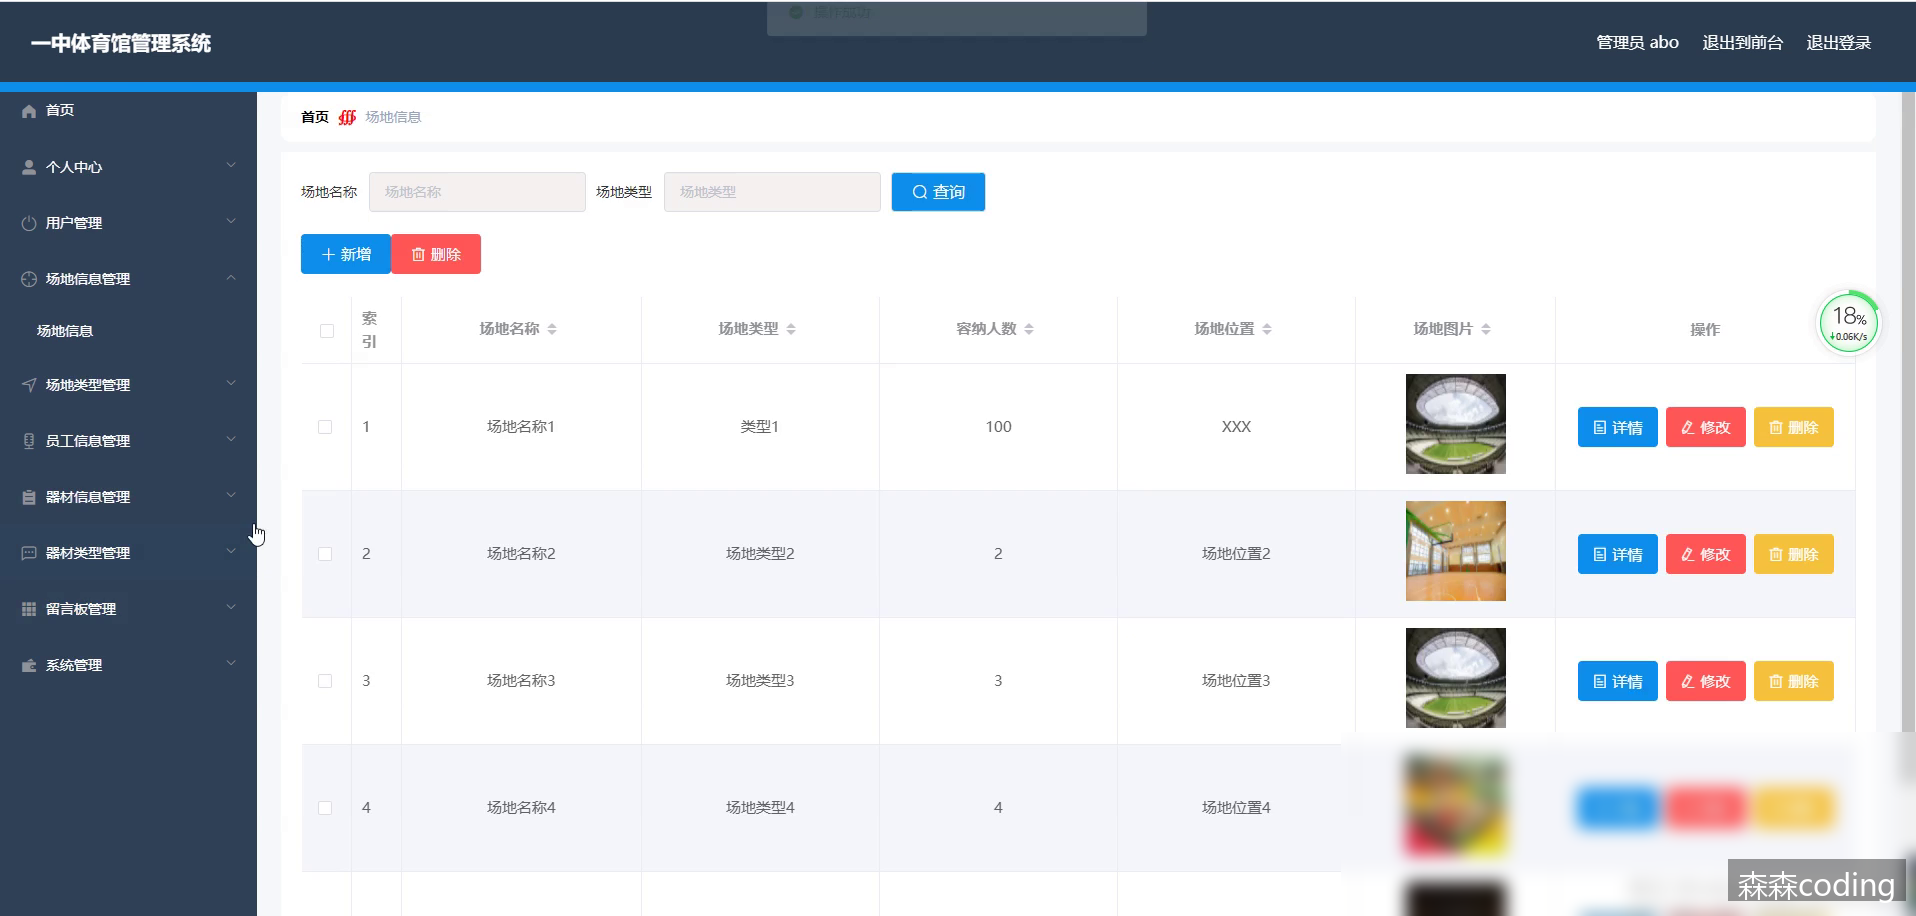 操作成功
一中体育馆管理系统
管理员 abo 退出到前台 退出登录
首页
个人中心
用户管理
场地信息管理
场地信息
场地类型管理
员工信息管理
器材信息管理
器材类型管理
留言板管理
系统管理
首页 场地信息
场地名称 场地名称 场地类型 场地类型 查询
新增 删除
索引 场地名称 场地类型 容纳人数 场地位置 场地图片 操作
18%
0.06K/s
1 场地名称1 类型1 100 XXX 详情 修改 删除
2 场地名称2 场地类型2 2 场地位置2 详情 修改 删除
3 场地名称3 场地类型3 3 场地位置3 详情 修改 删除
4 场地名称4 场地类型4 4 场地位置4
森森coding